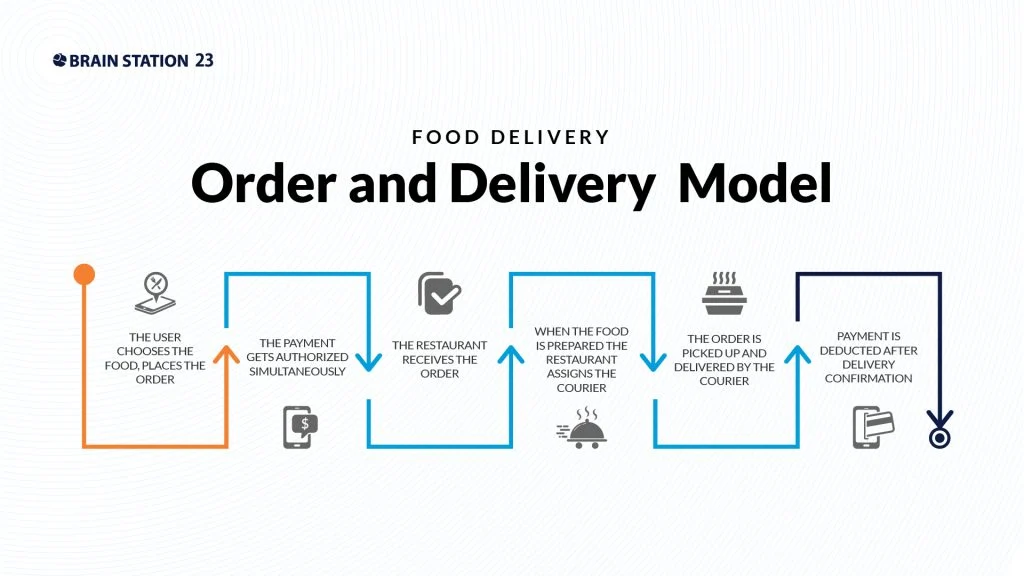 BRAIN STATION 23
FOOD DELIVERY
Order and Delivery Model
THE USER
CHOOSES THE
FOOD, PLACES THE
ORDER
THE PAYMENT
GETS AUTHORIZED
SIMULTANEOUSLY
$
THE RESTAURANT
RECEIVES THE
ORDER
WHEN THE FOOD
IS PREPARED THE
RESTAURANT
ASSIGNS THE
COURIER
THE ORDER IS
PICKED UP AND
DELIVERED BY THE
COURIER
PAYMENT IS
DEDUCTED AFTER
DELIVERY
CONFIRMATION